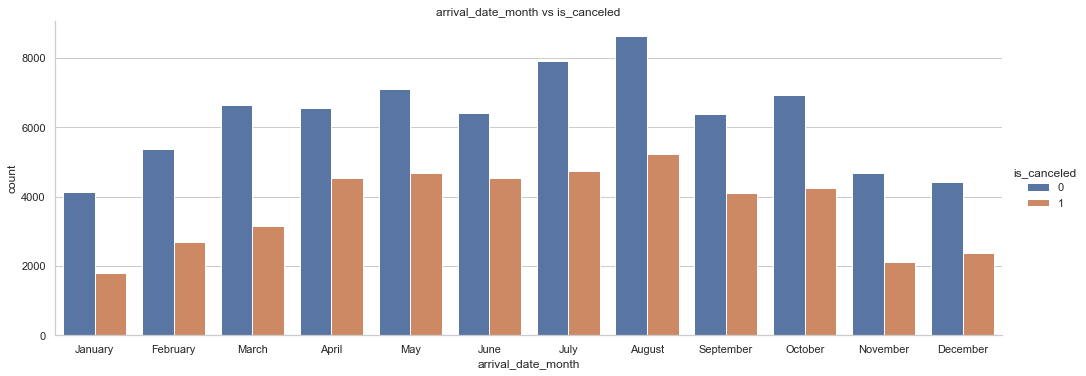 arrival_date_month vs is_canceled
count
8000
6000
4000
2000
0
January February March April May June July August September October November December
arrival_date_month
is_canceled
0
1